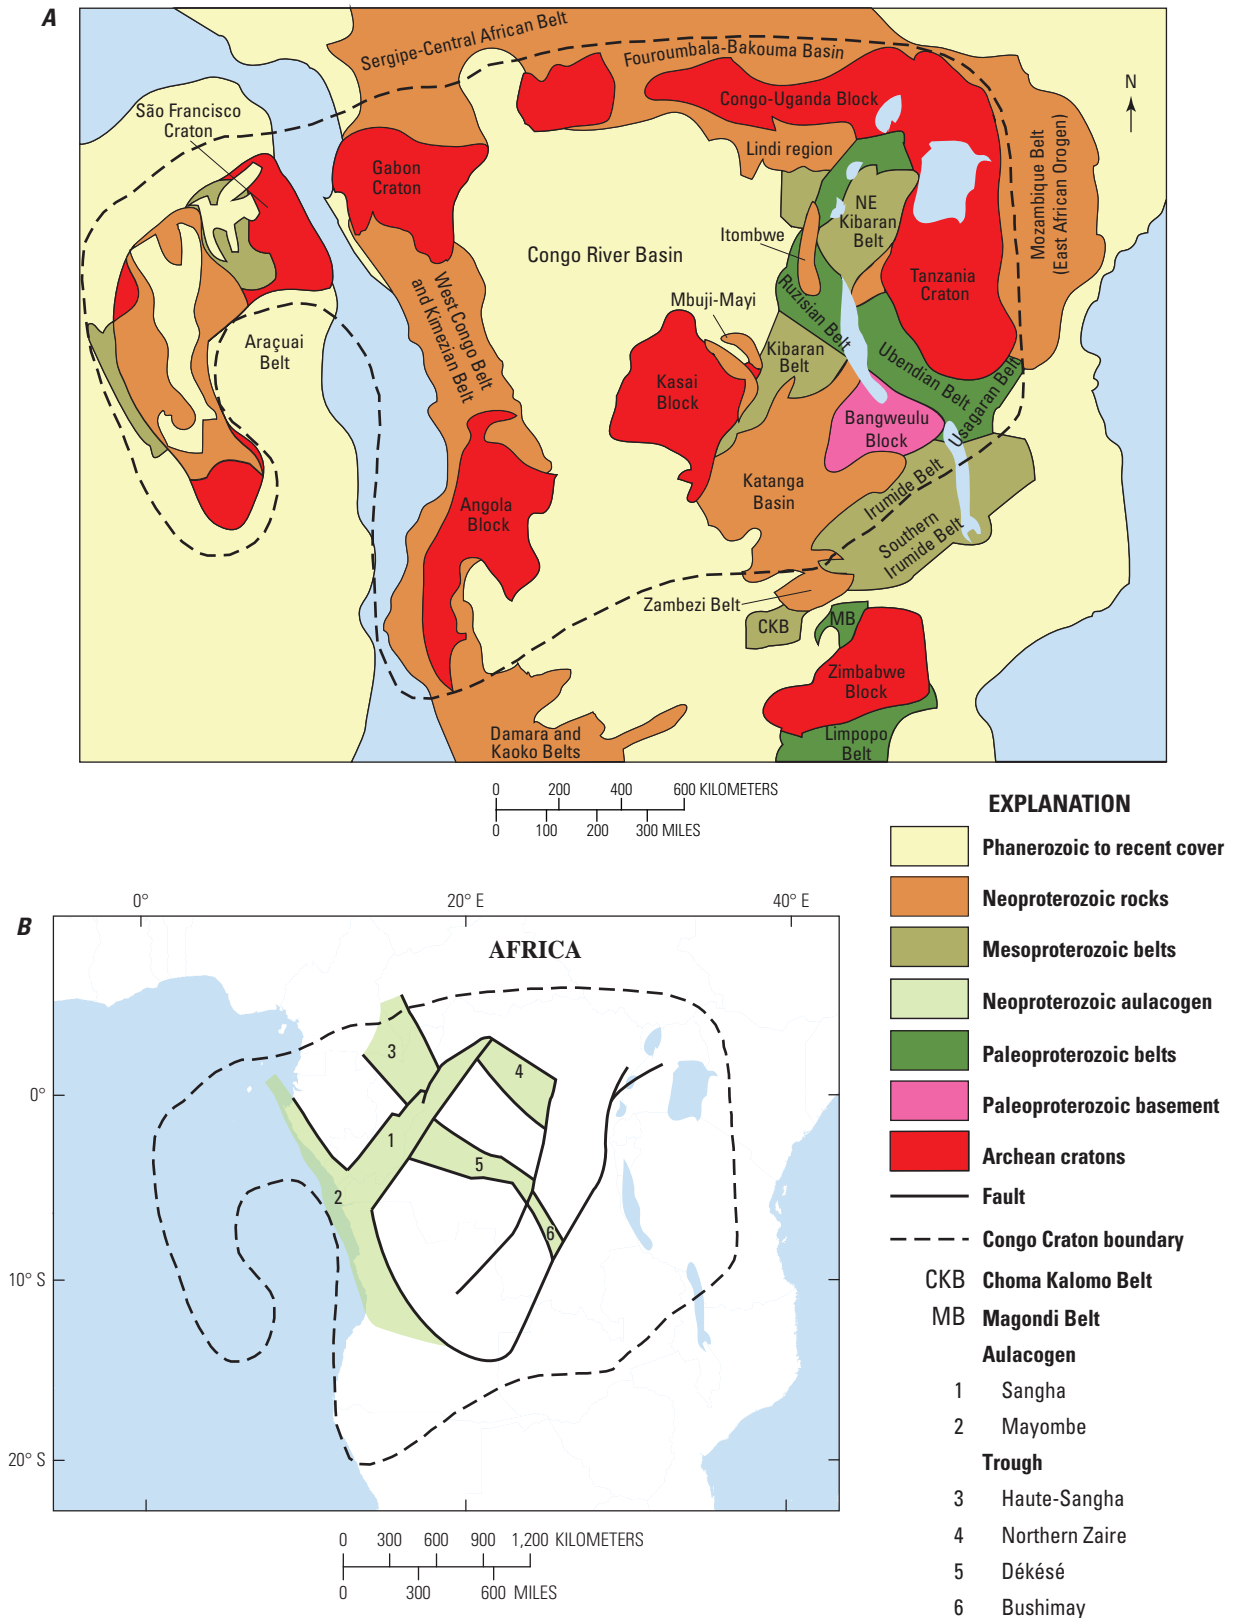 A
Sergipe-Central African Belt
Fouroumbala-Bakouma Basin
N
São Francisco
Craton
Congo-Uganda Block
Gabon
Craton
Lindi region
Mozambique Belt
(East African Orogen)
NE
Kibaran
Belt
Itombwe
Congo River Basin
Tanzania
Craton
West Congo Belt
and Kimezian Belt
Ruzisian Belt
Mbuji-Mayi
Araçuai
Belt
Kibaran
Belt
Ubendian Belt
Kasai
Block
Usagaran Belt
Bangweulu
Block
Angola
Block
Katanga
Basin
Irumide Belt
Southern
Irumide Belt
Zambezi Belt
CKB
MB
Zimbabwe
Block
Damara and
Kaoko Belts
Limpopo
Belt
0 200 400 600 KILOMETERS
0 100 200 300 MILES
EXPLANATION
Phanerozoic to recent cover
Neoproterozoic rocks
Mesoproterozoic belts
Neoproterozoic aulacogen
Paleoproterozoic belts
Paleoproterozoic basement
Archean cratons
Fault
Congo Craton boundary
CKB Choma Kalomo Belt
MB Magondi Belt
Aulacogen
1 Sangha
2 Mayombe
Trough
3 Haute-Sangha
4 Northern Zaire
5 Dékésé
6 Bushimay
B
0° 20° E 40° E
AFRICA
3
4
0°
1
5
2
6
10° S
20° S
0 300 600 900 1,200 KILOMETERS
0 300 600 MILES